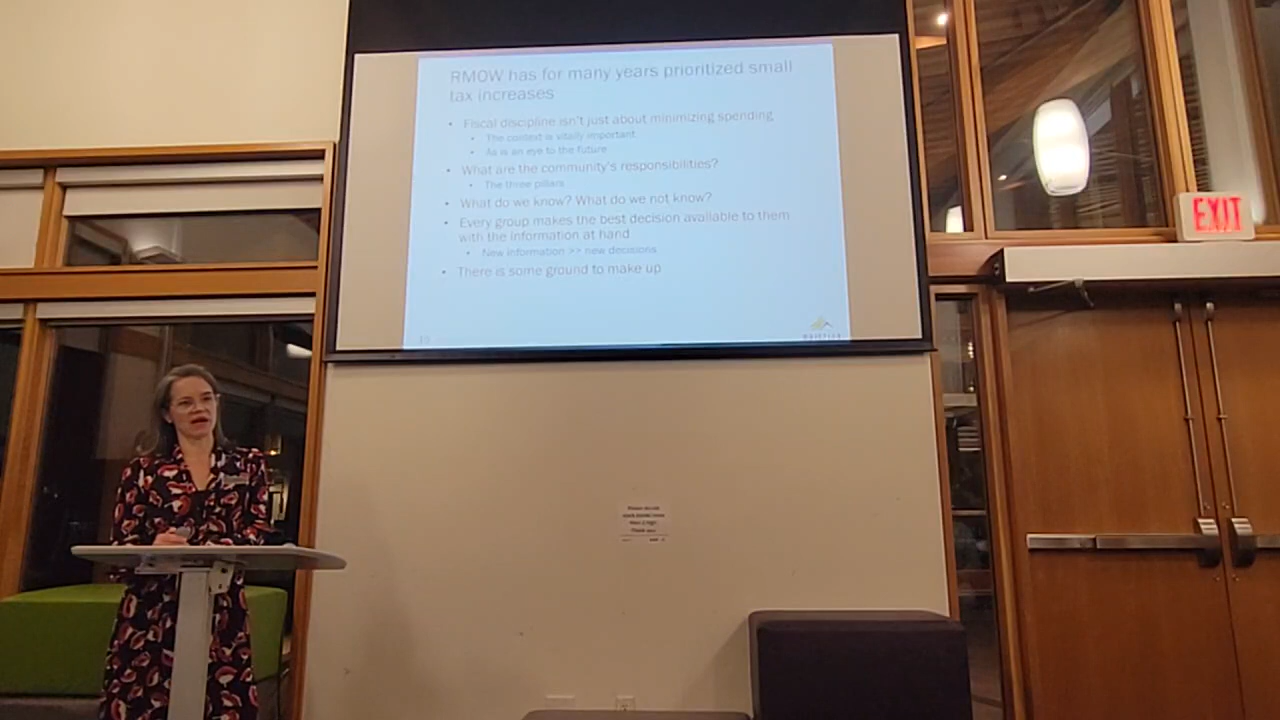 RMOW has for many years prioritized small
tax increases
• Fiscal discipline isn't just about minimizing spending
• The context is vitally important
• As is an eye to the future
• What are the community's responsibilities?
• The three pillars
• What do we know? What do we not know?
• Every group makes the best decision available to them
with the information at hand
• New information >> new decisions
• There is some ground to make up
WHISTLER
EXIT